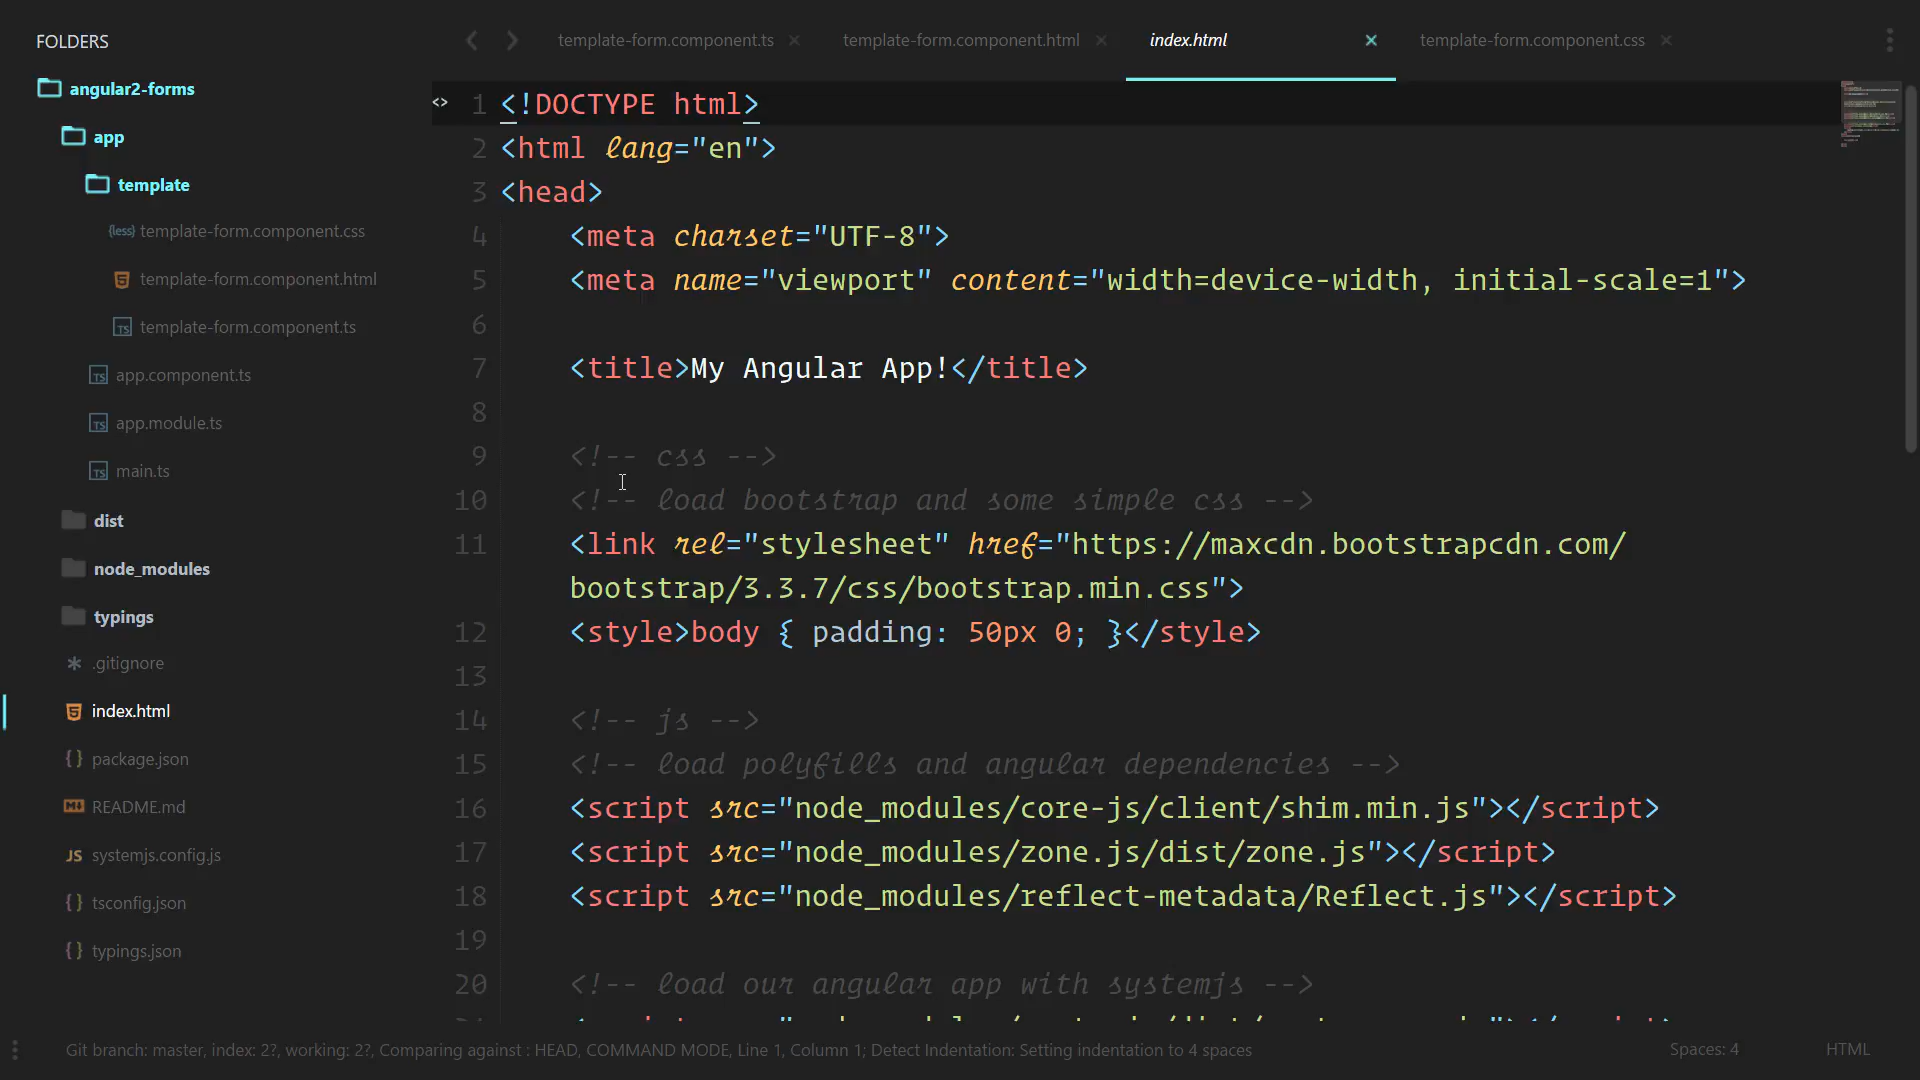 FOLDERS
angular2-forms
app
template
{less} template-form.component.css
template-form.component.html
TS template-form.component.ts
TS app.component.ts
TS app.module.ts
TS main.ts
dist
node_modules
typings
.gitignore
index.html
{ } package.json
README.md
JS systemjs.config.js
{ } tsconfig.json
{ } typings.json
template-form.component.ts ×
template-form.component.html ×
index.html ×
template-form.component.css ×
<> 1 <!DOCTYPE html>
2 <html lang="en">
3 <head>
4 <meta charset="UTF-8">
5 <meta name="viewport" content="width=device-width, initial-scale=1">
6
7 <title>My Angular App!</title>
8
9 <!-- css -->
10 <!-- load bootstrap and some simple css -->
11 <link rel="stylesheet" href="https://maxcdn.bootstrapcdn.com/
bootstrap/3.3.7/css/bootstrap.min.css">
12 <style>body { padding: 50px 0; }</style>
13
14 <!-- js -->
15 <!-- load polyfills and angular dependencies -->
16 <script src="node_modules/core-js/client/shim.min.js"></script>
17 <script src="node_modules/zone.js/dist/zone.js"></script>
18 <script src="node_modules/reflect-metadata/Reflect.js"></script>
19
20 <!-- load our angular app with systemjs -->
Git branch: master, index: 2?, working: 2?, Comparing against : HEAD, COMMAND MODE, Line 1, Column 1; Detect Indentation: Setting indentation to 4 spaces
Spaces: 4
HTML